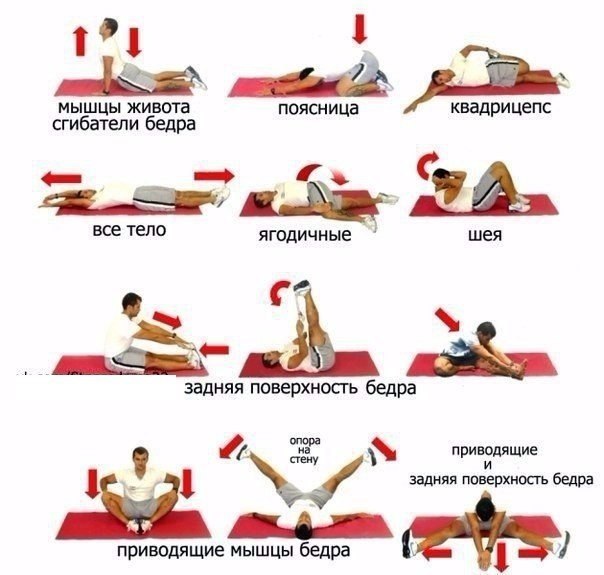 мышцы живота
сгибатели бедра
поясница
квадрицепс
все тело
ягодичные
шея
задняя поверхность бедра
опора
на
стену
приводящие
и
задняя поверхность бедра
приводящие мышцы бедра